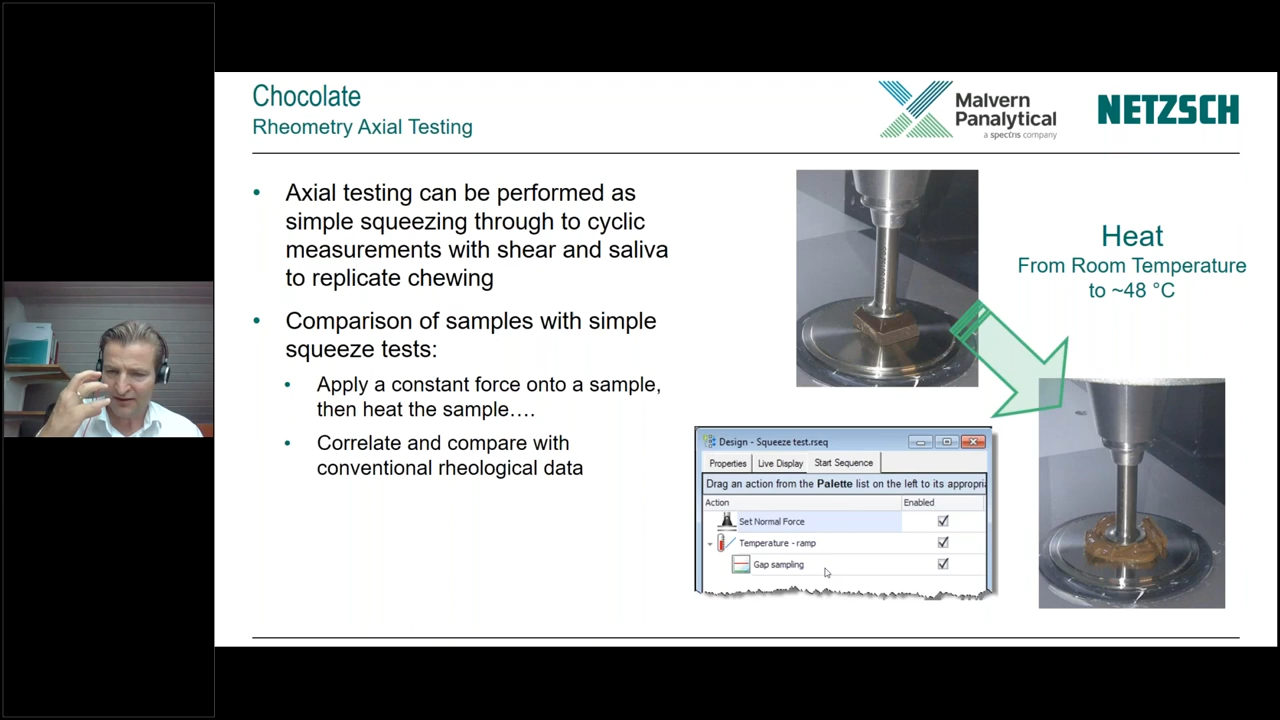 Chocolate
Rheometry Axial Testing
Malvern
Panalytical
a spectris company
NETZSCH
• Axial testing can be performed as
simple squeezing through to cyclic
measurements with shear and saliva
to replicate chewing
• Comparison of samples with simple
squeeze tests:
• Apply a constant force onto a sample,
then heat the sample….
• Correlate and compare with
conventional rheological data
Heat
From Room Temperature
to ~48 °C
Design - Squeeze test.rseq
Properties Live Display Start Sequence
Drag an action from the Palette list on the left to its appropri
Action Enabled
Set Normal Force
Temperature - ramp
Gap sampling